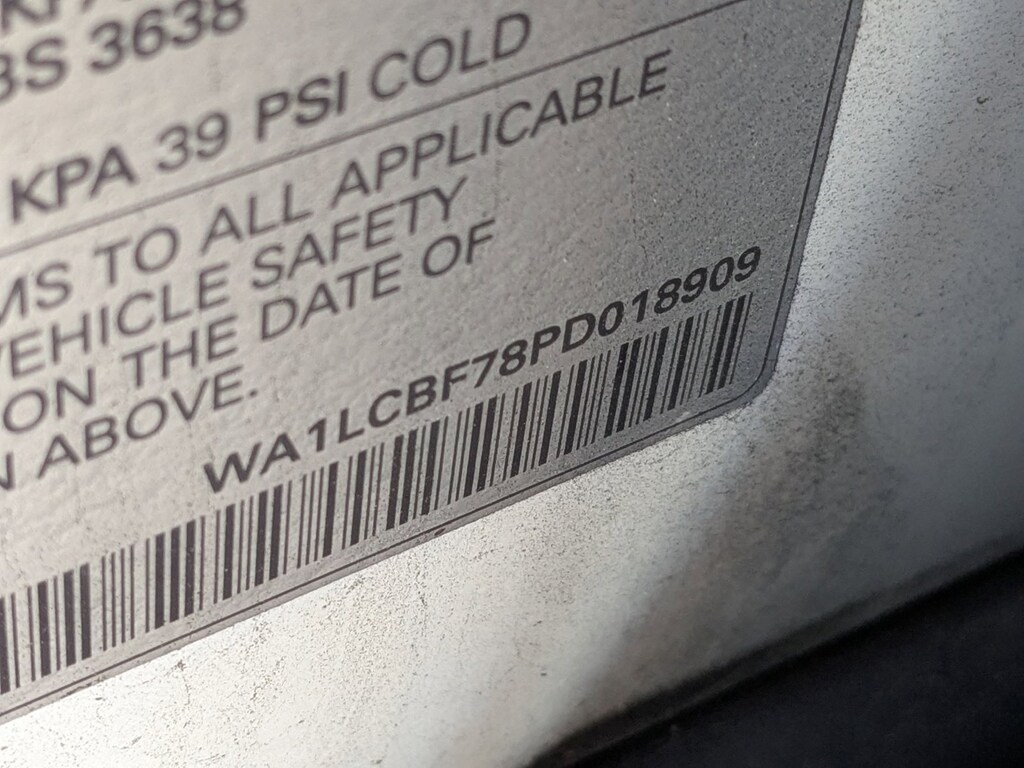 BS 3638
KPA 39 PSI COLD
MS TO ALL APPLICABLE
VEHICLE SAFETY
ON THE DATE OF
N ABOVE.
WA1LCBF78PD018909